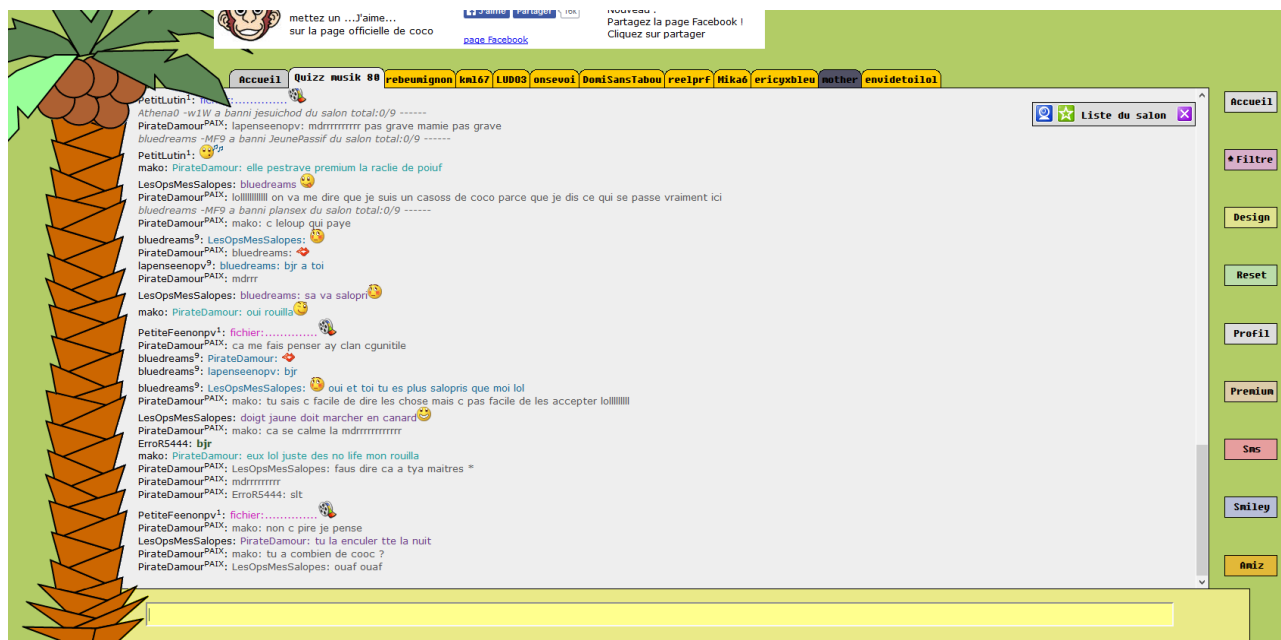 mettez un ...J'aime...
sur la page officielle de coco
J'aime Partager 16k
page Facebook
Nouveau !
Partagez la page Facebook !
Cliquez sur partager
Accueil Quizz musik 80 rebeumignon kml67 LUD03 onsevoi DomiSansTabou reelprf Mika6 ericyxbleu mother envidetoilol
Liste du salon X
PetitLutin1: fichier:..............
Athena0 -w1W a banni jesuichod du salon total:0/9 ------
PirateDamourPAIX: lapenseenopv: mdrrrrrrrrr pas grave mamie pas grave
bluedreams -MF9 a banni JeunePassif du salon total:0/9 ------
PetitLutin1:
mako: PirateDamour: elle pestrave premium la raclie de poiuf
LesOpsMesSalopes: bluedreams
PirateDamourPAIX: lollllllllllll on va me dire que je suis un casoss de coco parce que je dis ce qui se passe vraiment ici
bluedreams -MF9 a banni plansex du salon total:0/9 ------
PirateDamourPAIX: mako: c leloup qui paye
bluedreams9: LesOpsMesSalopes:
PirateDamourPAIX: bluedreams:
lapenseenopv9: bluedreams: bjr a toi
PirateDamourPAIX: mdrrr
LesOpsMesSalopes: bluedreams: sa va salopri
mako: PirateDamour: oui rouilla
PetiteFeenonpv1: fichier:..............
PirateDamourPAIX: ca me fais penser ay clan cgunitile
bluedreams9: PirateDamour:
bluedreams9: lapenseenopv: bjr
bluedreams9: LesOpsMesSalopes: oui et toi tu es plus salopris que moi lol
PirateDamourPAIX: mako: tu sais c facile de dire les chose mais c pas facile de les accepter lolllllllll
LesOpsMesSalopes: doigt jaune doit marcher en canard
PirateDamourPAIX: mako: ca se calme la mdrrrrrrrrrrr
ErroR5444: bjr
mako: PirateDamour: eux lol juste des no life mon rouilla
PirateDamourPAIX: LesOpsMesSalopes: faus dire ca a tya maitres *
PirateDamourPAIX: mdrrrrrrrr
PirateDamourPAIX: ErroR5444: slt
PetiteFeenonpv1: fichier:..............
PirateDamourPAIX: mako: non c pire je pense
LesOpsMesSalopes: PirateDamour: tu la enculer tte la nuit
PirateDamourPAIX: mako: tu a combien de cooc ?
PirateDamourPAIX: LesOpsMesSalopes: ouaf ouaf
Accueil
Filtre
Design
Reset
Profil
Premium
Sms
Smiley
Amiz